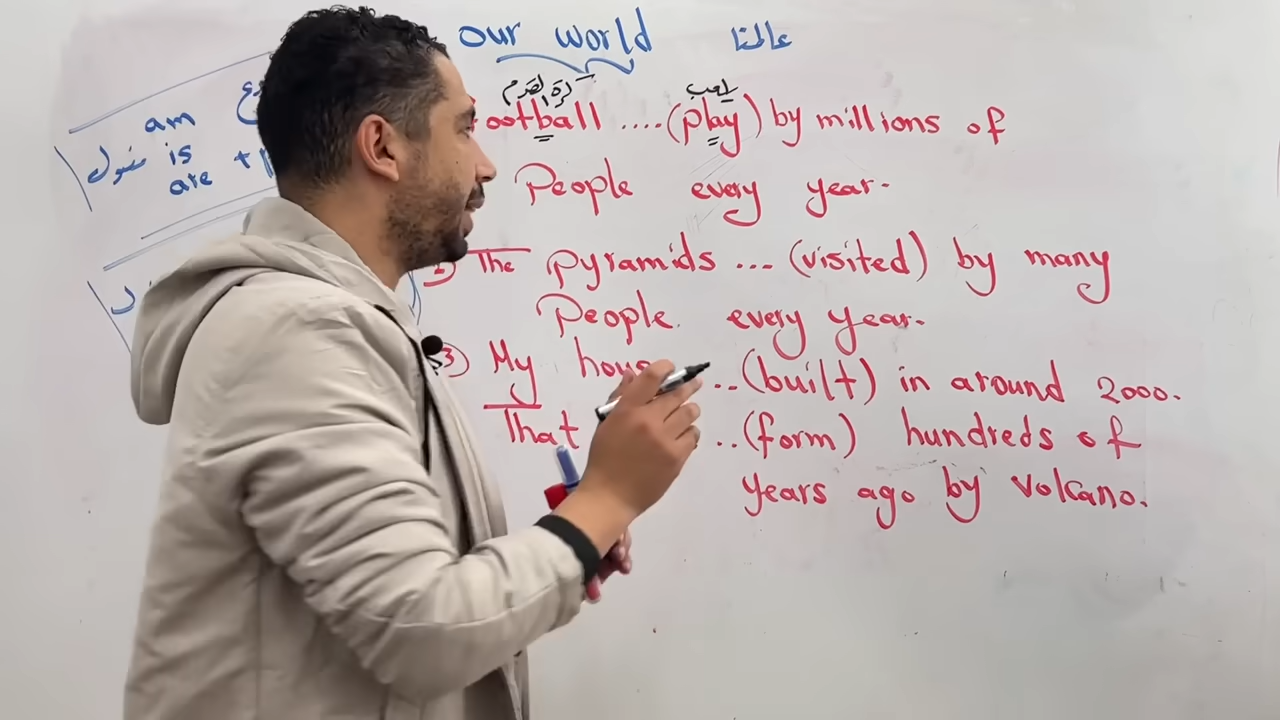 our world عالمنا
كرة القدم يلعب
ootball ....(play) by millions of
People every year.
2) The pyramids ... (visited) by many
People every year.
3) My hous ..(built) in around 2000.
That ..(form) hundreds of
years ago by volcano.
am
is
are +